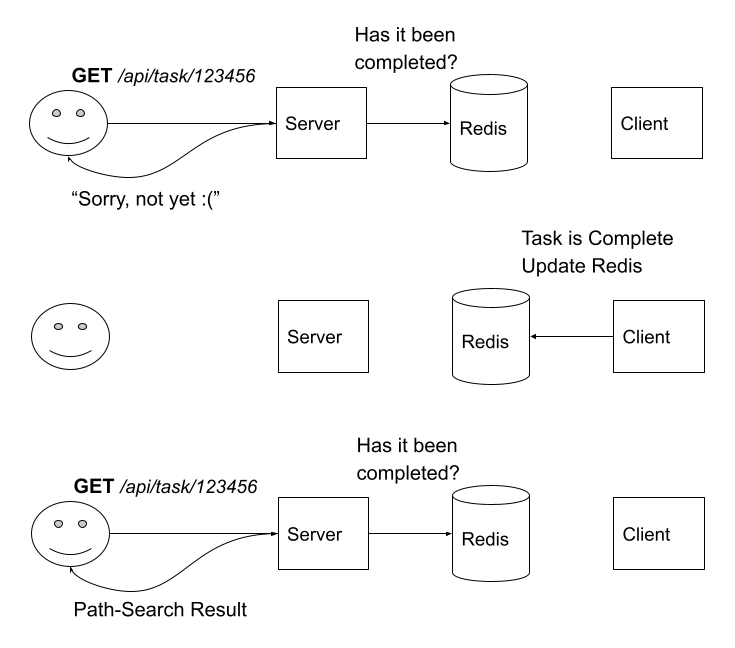 Has it been
completed?
GET /api/task/123456
Server
Redis
Client
“Sorry, not yet :(”
Task is Complete
Update Redis
Server
Redis
Client
Has it been
completed?
GET /api/task/123456
Server
Redis
Client
Path-Search Result